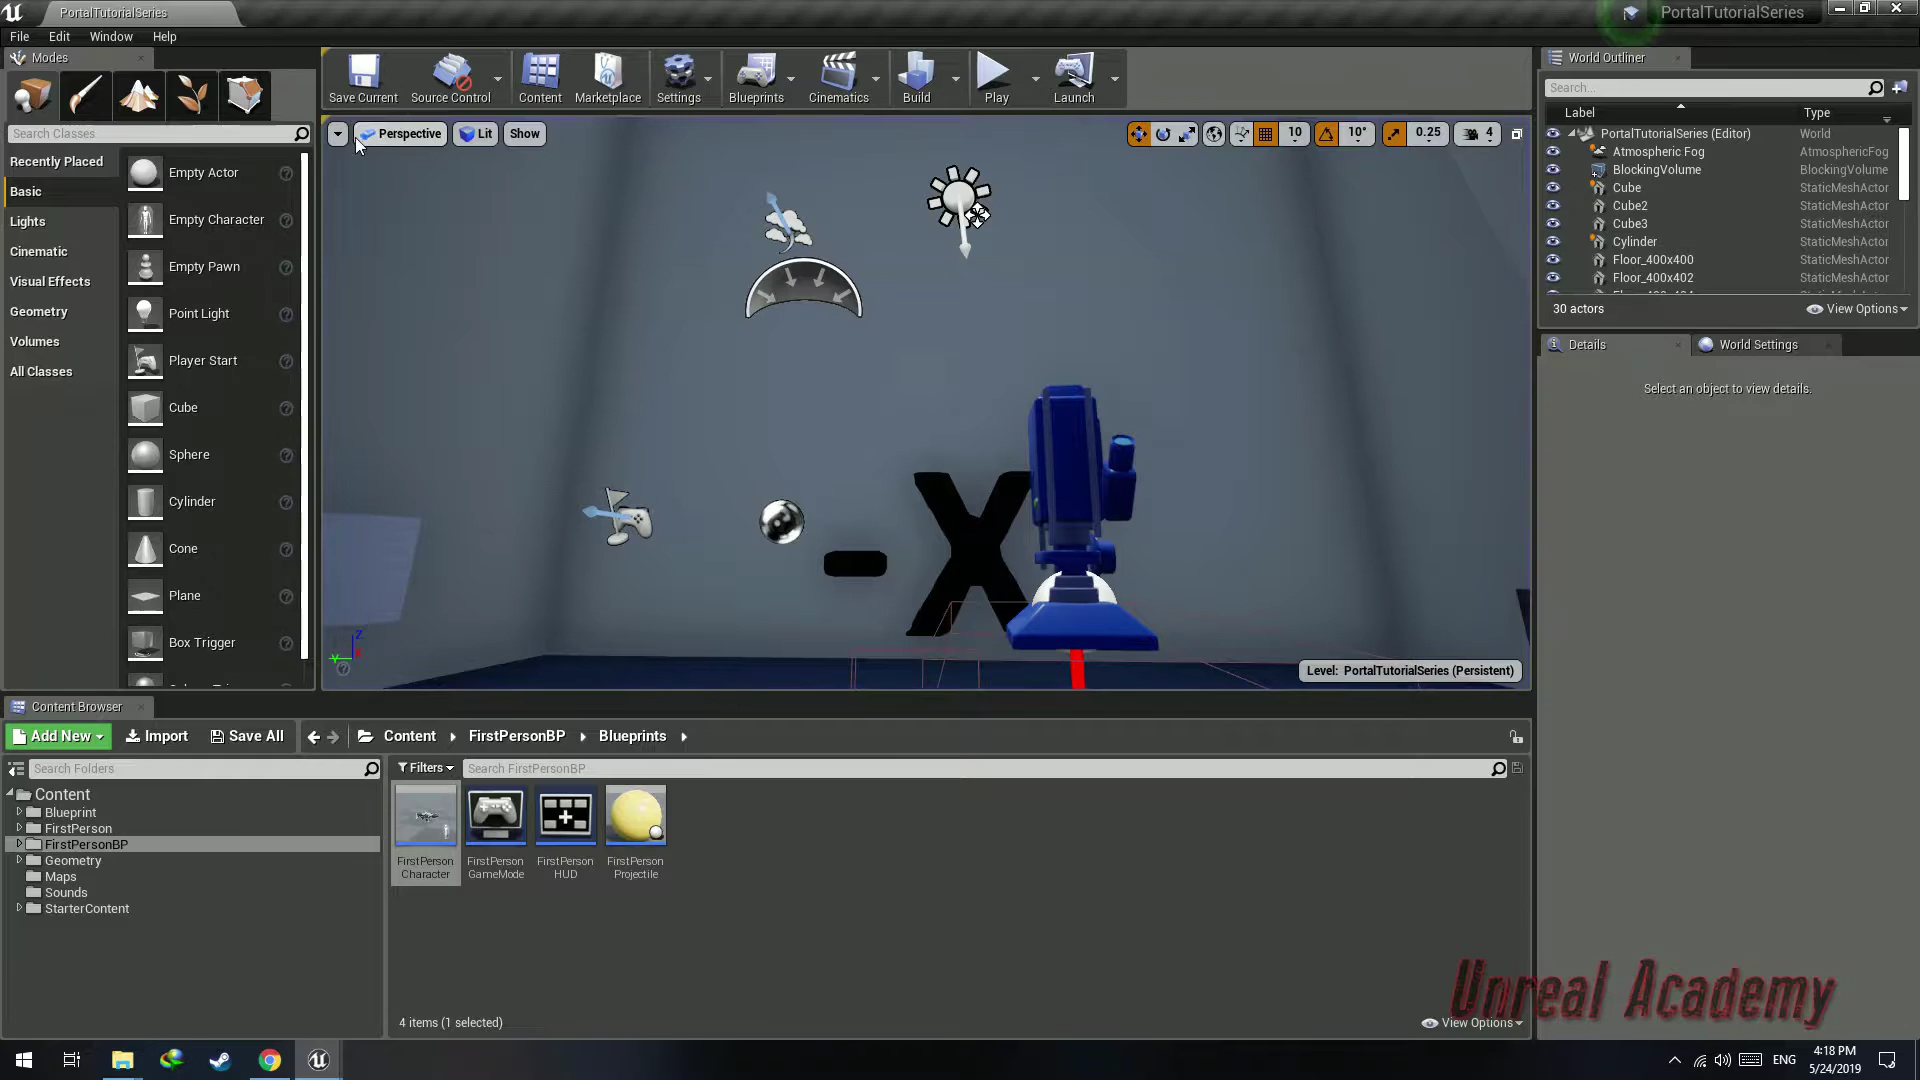 PortalTutorialSeries
PortalTutorialSeries
File Edit Window Help
Modes
Save Current
Source Control
Content
Marketplace
Settings
Blueprints
Cinematics
Build
Play
Launch
Search Classes
Recently Placed
Basic
Lights
Cinematic
Visual Effects
Geometry
Volumes
All Classes
Empty Actor
Empty Character
Empty Pawn
Point Light
Player Start
Cube
Sphere
Cylinder
Cone
Plane
Box Trigger
Perspective
Lit
Show
10
10°
0.25
4
- X
Level: PortalTutorialSeries (Persistent)
World Outliner
Search...
Label Type
PortalTutorialSeries (Editor) World
Atmospheric Fog AtmosphericFog
BlockingVolume BlockingVolume
Cube StaticMeshActor
Cube2 StaticMeshActor
Cube3 StaticMeshActor
Cylinder StaticMeshActor
Floor_400x400 StaticMeshActor
Floor_400x402 StaticMeshActor
30 actors
View Options
Details
World Settings
Select an object to view details.
Content Browser
Add New
Import
Save All
Content
FirstPersonBP
Blueprints
Search Folders
Filters
Search FirstPersonBP
Content
Blueprint
FirstPerson
FirstPersonBP
Geometry
Maps
Sounds
StarterContent
FirstPerson
Character
FirstPerson
GameMode
FirstPerson
HUD
FirstPerson
Projectile
4 items (1 selected)
View Options
Unreal Academy
ENG
4:18 PM
5/24/2019